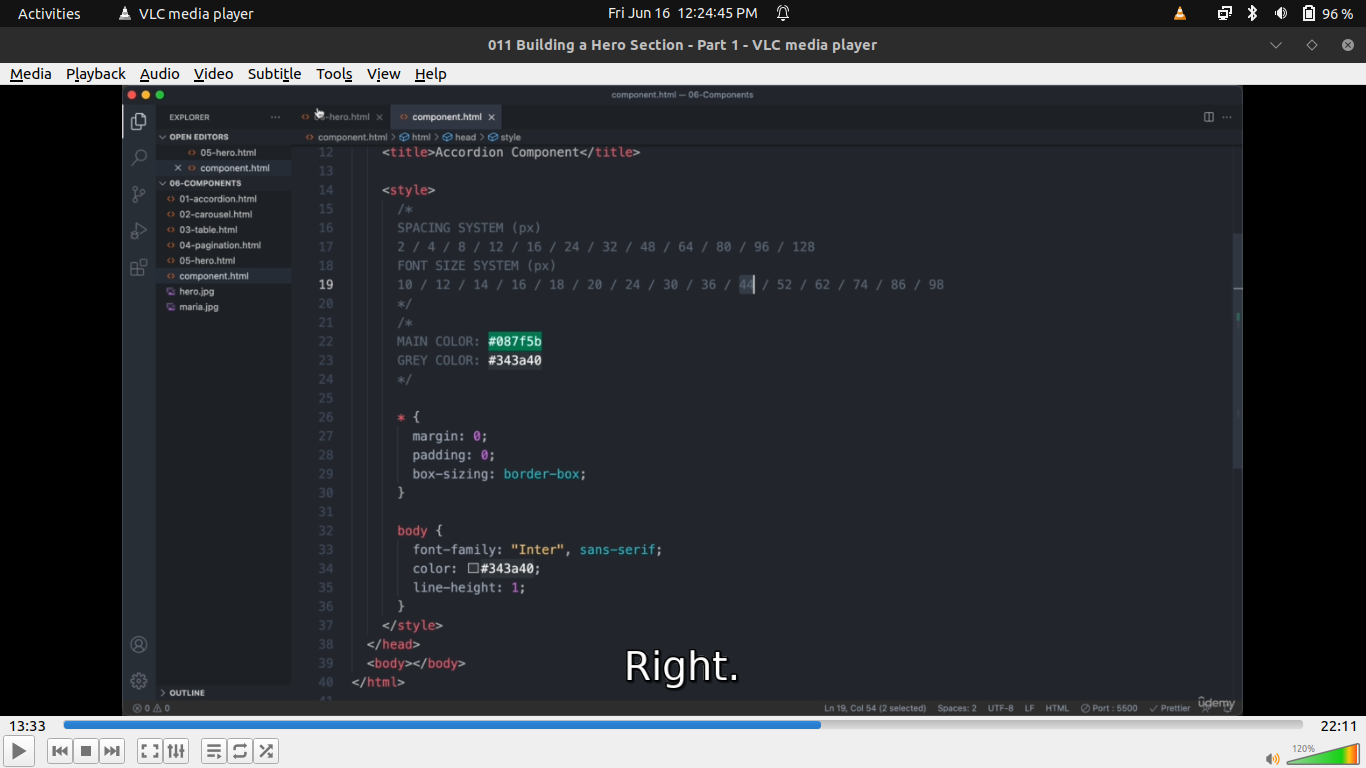 Activities VLC media player Fri Jun 16 12:24:45 PM 96 %
011 Building a Hero Section - Part 1 - VLC media player
Media Playback Audio Video Subtitle Tools View Help
component.html — 06-Components
EXPLORER ··· -hero.html component.html ···
OPEN EDITORS component.html > html > head > style
05-hero.html
component.html
06-COMPONENTS
01-accordion.html
02-carousel.html
03-table.html
04-pagination.html
05-hero.html
component.html
hero.jpg
maria.jpg
OUTLINE
12 <title>Accordion Component</title>
13
14 <style>
15 /*
16 SPACING SYSTEM (px)
17 2 / 4 / 8 / 12 / 16 / 24 / 32 / 48 / 64 / 80 / 96 / 128
18 FONT SIZE SYSTEM (px)
19 10 / 12 / 14 / 16 / 18 / 20 / 24 / 30 / 36 / 44 / 52 / 62 / 74 / 86 / 98
20 */
21 /*
22 MAIN COLOR: #087f5b
23 GREY COLOR: #343a40
24 */
25
26 * {
27 margin: 0;
28 padding: 0;
29 box-sizing: border-box;
30 }
31
32 body {
33 font-family: "Inter", sans-serif;
34 color: #343a40;
35 line-height: 1;
36 }
37 </style>
38 </head>
39 <body></body>
40 </html>
Right.
0 0 Ln 19, Col 54 (2 selected) Spaces: 2 UTF-8 LF HTML Port : 5500 Prettier
udemy
13:33 22:11
120%